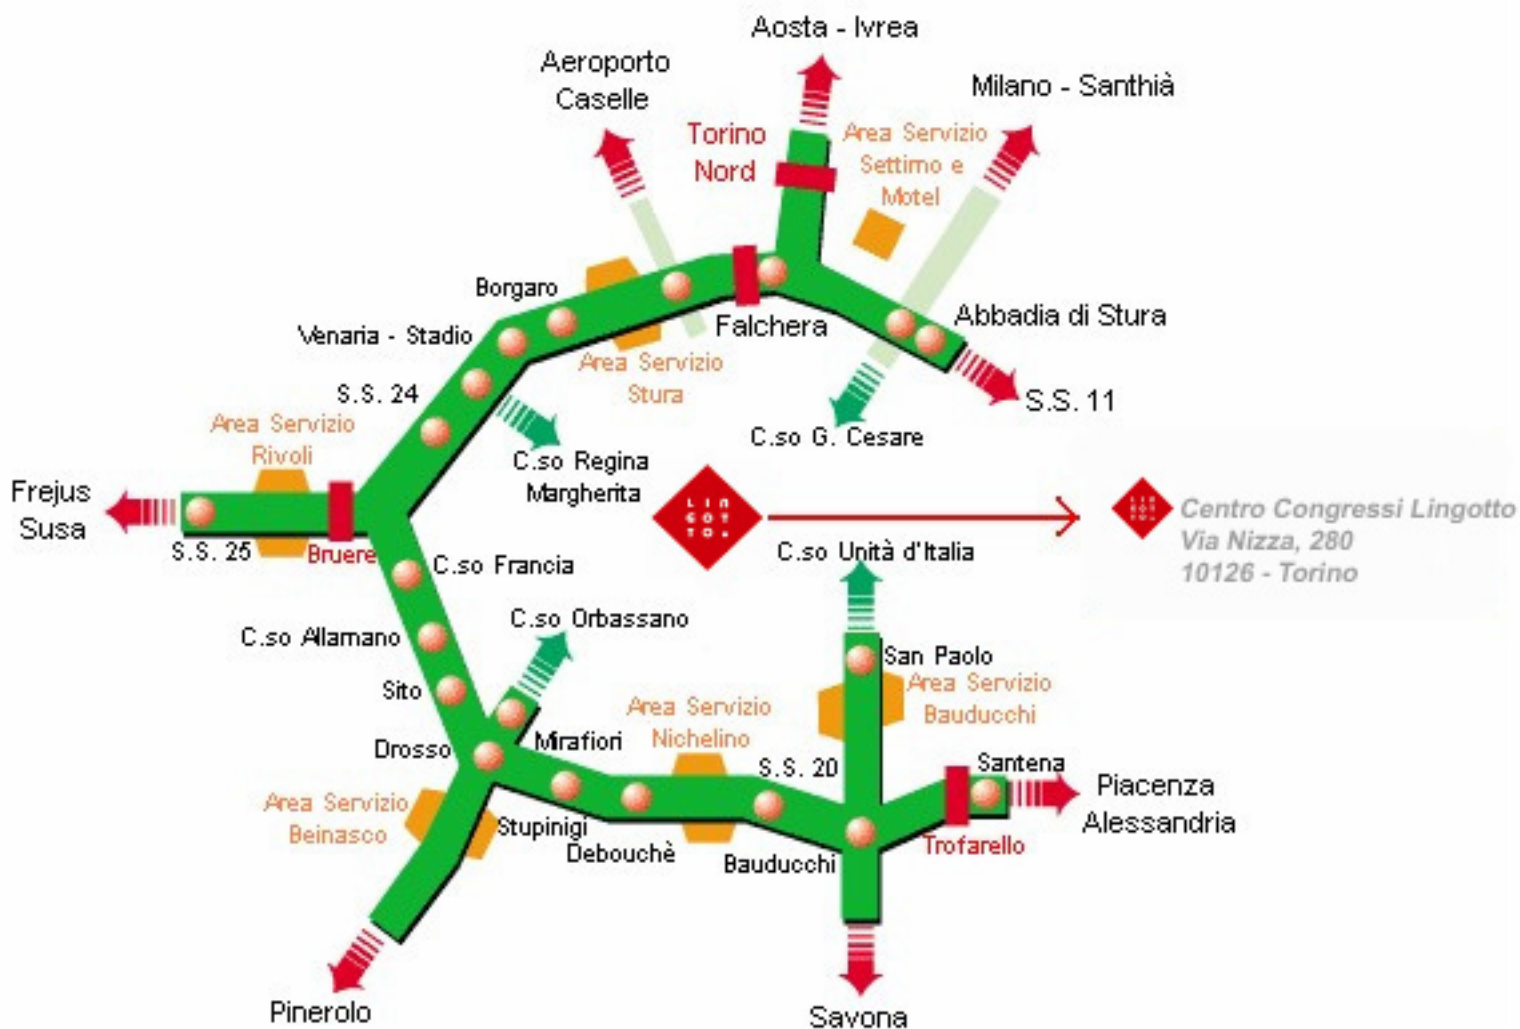 Aosta - Ivrea
Aeroporto
Caselle
Milano - Santhià
Torino
Nord
Area Servizio
Settimo e
Motel
Borgaro
Venaria - Stadio
Falchera
Abbadia di Stura
Area Servizio
Stura
S.S. 24
S.S. 11
Area Servizio
Rivoli
C.so G. Cesare
C.so Regina
Margherita
Frejus
Susa
LIN
GOT
TO.
Centro Congressi Lingotto
Via Nizza, 280
10126 - Torino
S.S. 25
Bruere
C.so Francia
C.so Unità d'Italia
C.so Orbassano
C.so Allamano
San Paolo
Sito
Area Servizio
Bauducchi
Area Servizio
Nichelino
Drosso
Mirafiori
S.S. 20
Santena
Piacenza
Alessandria
Area Servizio
Beinasco
Stupinigi
Debouchè
Bauducchi
Trofarello
Pinerolo
Savona